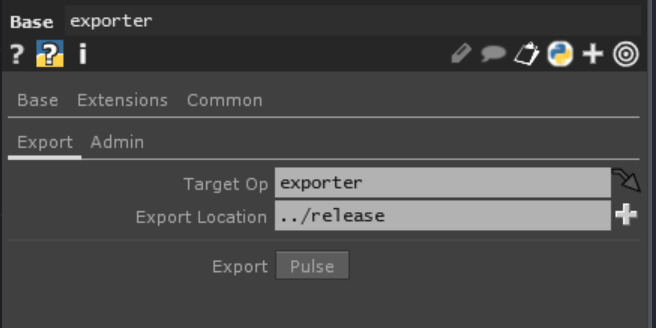 Base exporter
? ? i
Base Extensions Common
Export Admin
Target Op exporter
Export Location ../release
Export Pulse